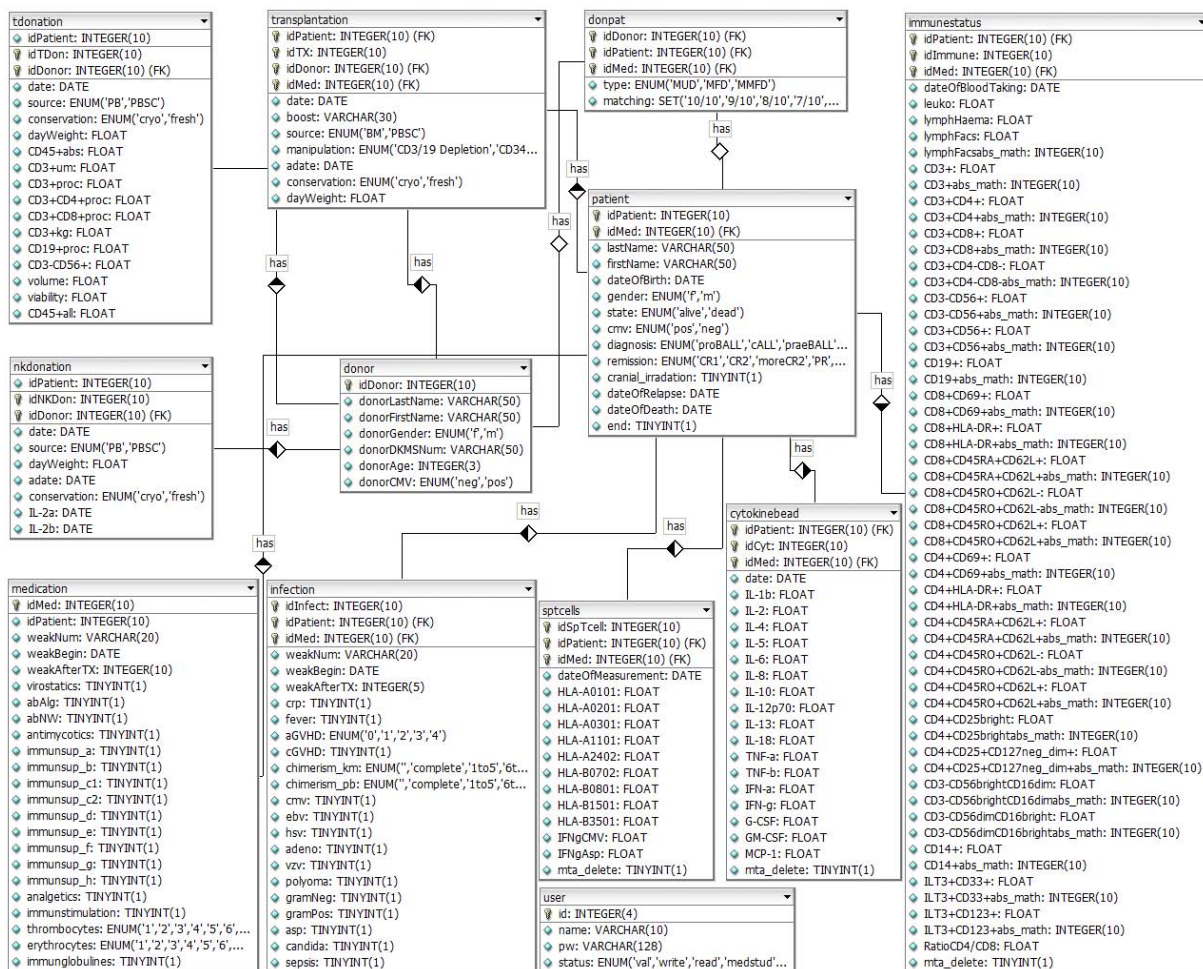 tdonation
idPatient: INTEGER(10)
idTDon: INTEGER(10)
idDonor: INTEGER(10) (FK)
date: DATE
source: ENUM('PB','PBSC')
conservation: ENUM('cryo','fresh')
dayWeight: FLOAT
CD45+abs: FLOAT
CD3+um: FLOAT
CD3+proc: FLOAT
CD3+CD4+proc: FLOAT
CD3+CD8+proc: FLOAT
CD3+kg: FLOAT
CD19+proc: FLOAT
CD3-CD56+: FLOAT
volume: FLOAT
viability: FLOAT
CD45+all: FLOAT
transplantation
idPatient: INTEGER(10) (FK)
idTX: INTEGER(10)
idDonor: INTEGER(10) (FK)
idMed: INTEGER(10) (FK)
date: DATE
boost: VARCHAR(30)
source: ENUM('BM','PBSC')
manipulation: ENUM('CD3/19 Depletion','CD34...
adate: DATE
conservation: ENUM('cryo','fresh')
dayWeight: FLOAT
donpat
idDonor: INTEGER(10) (FK)
idPatient: INTEGER(10) (FK)
idMed: INTEGER(10) (FK)
type: ENUM('MUD','MFD','MMFD')
matching: SET('10/10','9/10','8/10','7/10',...
has
has
has
has
has
patient
idPatient: INTEGER(10)
idMed: INTEGER(10) (FK)
lastName: VARCHAR(50)
firstName: VARCHAR(50)
dateOfBirth: DATE
gender: ENUM('f','m')
state: ENUM('alive','dead')
cmv: ENUM('pos','neg')
diagnosis: ENUM('proBALL','cALL','praeBALL'...
remission: ENUM('CR1','CR2','moreCR2','PR',...
cranial_irradation: TINYINT(1)
dateOfRelapse: DATE
dateOfDeath: DATE
end: TINYINT(1)
nkdonation
idPatient: INTEGER(10)
idNKDon: INTEGER(10)
idDonor: INTEGER(10) (FK)
date: DATE
source: ENUM('PB','PBSC')
dayWeight: FLOAT
adate: DATE
conservation: ENUM('cryo','fresh')
IL-2a: DATE
IL-2b: DATE
has
donor
idDonor: INTEGER(10)
donorLastName: VARCHAR(50)
donorFirstName: VARCHAR(50)
donorGender: ENUM('f','m')
donorDKMSNum: VARCHAR(50)
donorAge: INTEGER(3)
donorCMV: ENUM('neg','pos')
has
has
has
has
medication
idMed: INTEGER(10)
idPatient: INTEGER(10)
weakNum: VARCHAR(20)
weakBegin: DATE
weakAfterTX: INTEGER(10)
virostatics: TINYINT(1)
abAlg: TINYINT(1)
abNW: TINYINT(1)
antimycotics: TINYINT(1)
immunsup_a: TINYINT(1)
immunsup_b: TINYINT(1)
immunsup_c1: TINYINT(1)
immunsup_c2: TINYINT(1)
immunsup_d: TINYINT(1)
immunsup_e: TINYINT(1)
immunsup_f: TINYINT(1)
immunsup_g: TINYINT(1)
immunsup_h: TINYINT(1)
analgetics: TINYINT(1)
immunstimulation: TINYINT(1)
thrombocytes: ENUM('1','2','3','4','5','6',...
erythrocytes: ENUM('1','2','3','4','5','6',...
immunglobulines: TINYINT(1)
infection
idInfect: INTEGER(10)
idPatient: INTEGER(10) (FK)
idMed: INTEGER(10) (FK)
weakNum: VARCHAR(20)
weakBegin: DATE
weakAfterTX: INTEGER(5)
crp: TINYINT(1)
fever: TINYINT(1)
aGVHD: ENUM('0','1','2','3','4')
cGVHD: TINYINT(1)
chimerism_km: ENUM('','complete','1to5','6t...
chimerism_pb: ENUM('','complete','1to5','6t...
cmv: TINYINT(1)
ebv: TINYINT(1)
hsv: TINYINT(1)
adeno: TINYINT(1)
vzv: TINYINT(1)
polyoma: TINYINT(1)
gramNeg: TINYINT(1)
gramPos: TINYINT(1)
asp: TINYINT(1)
candida: TINYINT(1)
sepsis: TINYINT(1)
sptcells
idSpTcell: INTEGER(10)
idPatient: INTEGER(10) (FK)
idMed: INTEGER(10) (FK)
dateOfMeasurement: DATE
HLA-A0101: FLOAT
HLA-A0201: FLOAT
HLA-A0301: FLOAT
HLA-A1101: FLOAT
HLA-A2402: FLOAT
HLA-B0702: FLOAT
HLA-B0801: FLOAT
HLA-B1501: FLOAT
HLA-B3501: FLOAT
IFNgCMV: FLOAT
IFNgAsp: FLOAT
mta_delete: TINYINT(1)
user
id: INTEGER(4)
name: VARCHAR(10)
pw: VARCHAR(128)
status: ENUM('val','write','read','medstud'...
has
cytokinebead
idPatient: INTEGER(10) (FK)
idCyt: INTEGER(10)
idMed: INTEGER(10) (FK)
date: DATE
IL-1b: FLOAT
IL-2: FLOAT
IL-4: FLOAT
IL-5: FLOAT
IL-6: FLOAT
IL-8: FLOAT
IL-10: FLOAT
IL-12p70: FLOAT
IL-13: FLOAT
IL-18: FLOAT
TNF-a: FLOAT
TNF-b: FLOAT
IFN-a: FLOAT
IFN-g: FLOAT
G-CSF: FLOAT
GM-CSF: FLOAT
MCP-1: FLOAT
mta_delete: TINYINT(1)
immunestatus
idPatient: INTEGER(10) (FK)
idImmune: INTEGER(10)
idMed: INTEGER(10) (FK)
dateOfBloodTaking: DATE
leuko: FLOAT
lymphHaema: FLOAT
lymphFacs: FLOAT
lymphFacsabs_math: INTEGER(10)
CD3+: FLOAT
CD3+abs_math: INTEGER(10)
CD3+CD4+: FLOAT
CD3+CD4+abs_math: INTEGER(10)
CD3+CD8+: FLOAT
CD3+CD8+abs_math: INTEGER(10)
CD3+CD4-CD8-: FLOAT
CD3+CD4-CD8-abs_math: INTEGER(10)
CD3-CD56+: FLOAT
CD3-CD56+abs_math: INTEGER(10)
CD3+CD56+: FLOAT
CD3+CD56+abs_math: INTEGER(10)
CD19+: FLOAT
CD19+abs_math: INTEGER(10)
CD8+CD69+: FLOAT
CD8+CD69+abs_math: INTEGER(10)
CD8+HLA-DR+: FLOAT
CD8+HLA-DR+abs_math: INTEGER(10)
CD8+CD45RA+CD62L+: FLOAT
CD8+CD45RA+CD62L+abs_math: INTEGER(10)
CD8+CD45RO+CD62L-: FLOAT
CD8+CD45RO+CD62L-abs_math: INTEGER(10)
CD8+CD45RO+CD62L+: FLOAT
CD8+CD45RO+CD62L+abs_math: INTEGER(10)
CD4+CD69+: FLOAT
CD4+CD69+abs_math: INTEGER(10)
CD4+HLA-DR+: FLOAT
CD4+HLA-DR+abs_math: INTEGER(10)
CD4+CD45RA+CD62L+: FLOAT
CD4+CD45RA+CD62L+abs_math: INTEGER(10)
CD4+CD45RO+CD62L-: FLOAT
CD4+CD45RO+CD62L-abs_math: INTEGER(10)
CD4+CD45RO+CD62L+: FLOAT
CD4+CD45RO+CD62L+abs_math: INTEGER(10)
CD4+CD25bright: FLOAT
CD4+CD25brightabs_math: INTEGER(10)
CD4+CD25+CD127neg_dim+: FLOAT
CD4+CD25+CD127neg_dim+abs_math: INTEGER(10)
CD3-CD56brightCD16dim: FLOAT
CD3-CD56brightCD16dimabs_math: INTEGER(10)
CD3-CD56dimCD16bright: FLOAT
CD3-CD56dimCD16brightabs_math: INTEGER(10)
CD14+: FLOAT
CD14+abs_math: INTEGER(10)
ILT3+CD33+: FLOAT
ILT3+CD33+abs_math: INTEGER(10)
ILT3+CD123+: FLOAT
ILT3+CD123+abs_math: INTEGER(10)
RatioCD4/CD8: FLOAT
mta_delete: TINYINT(1)